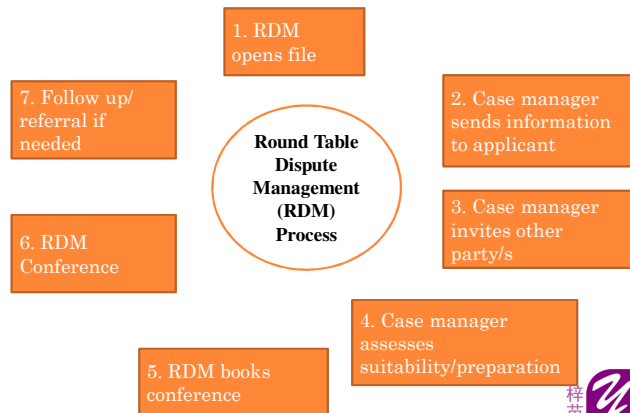 1. RDM
opens file
2. Case manager
sends information
to applicant
3. Case manager
invites other
party/s
4. Case manager
assesses
suitability/preparation
5. RDM books
conference
6. RDM
Conference
7. Follow up/
referral if
needed
Round Table
Dispute
Management
(RDM)
Process
梓